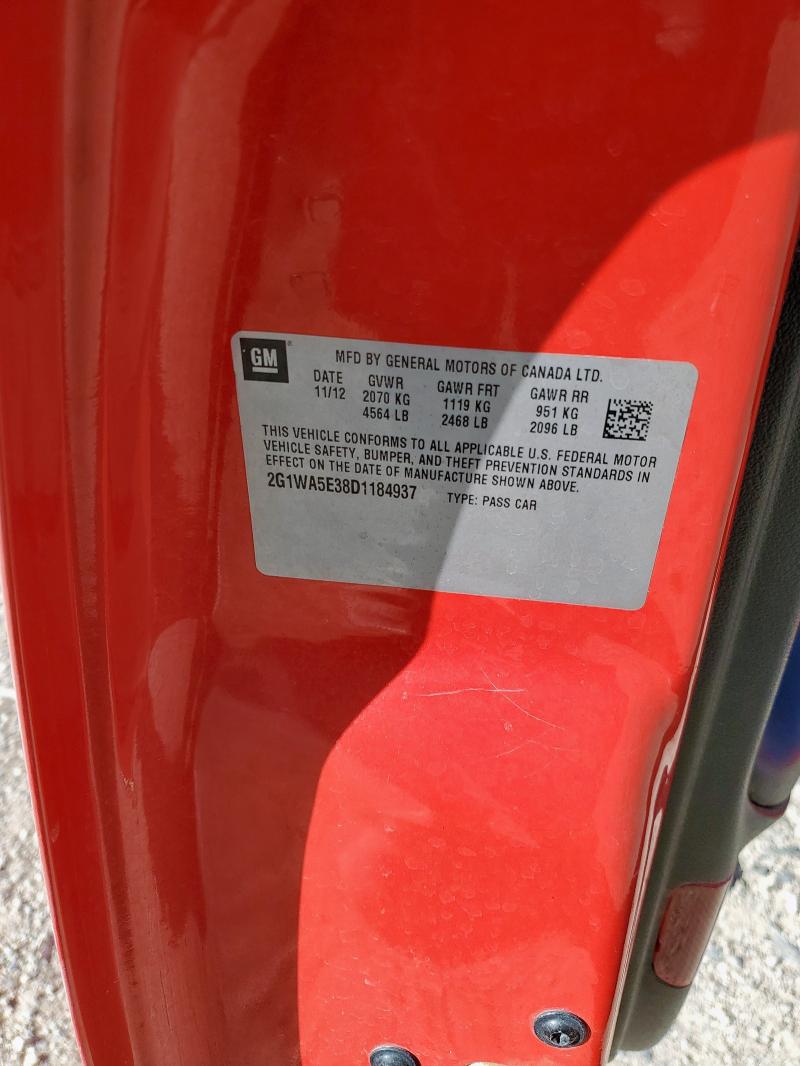 GM
MFD BY GENERAL MOTORS OF CANADA LTD.
DATE GVWR GAWR FRT GAWR RR
11/12 2070 KG 1119 KG 951 KG
4564 LB 2468 LB 2096 LB
THIS VEHICLE CONFORMS TO ALL APPLICABLE U.S. FEDERAL MOTOR
VEHICLE SAFETY, BUMPER, AND THEFT PREVENTION STANDARDS IN
EFFECT ON THE DATE OF MANUFACTURE SHOWN ABOVE.
2G1WA5E38D1184937 TYPE: PASS CAR